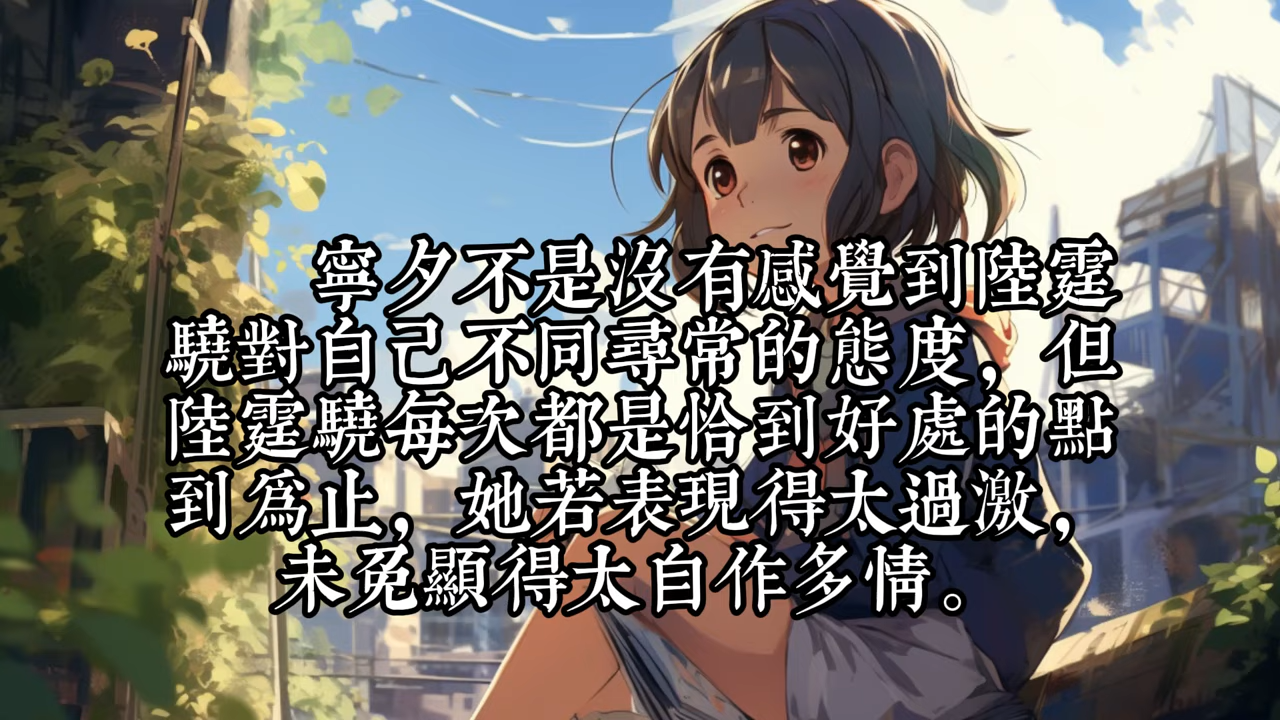 寧夕不是沒有感覺到陸霆
驍對自己不同尋常的態度，但
陸霆驍每次都是恰到好處的點
到爲止，她若表現得太過激，
未免顯得太自作多情。